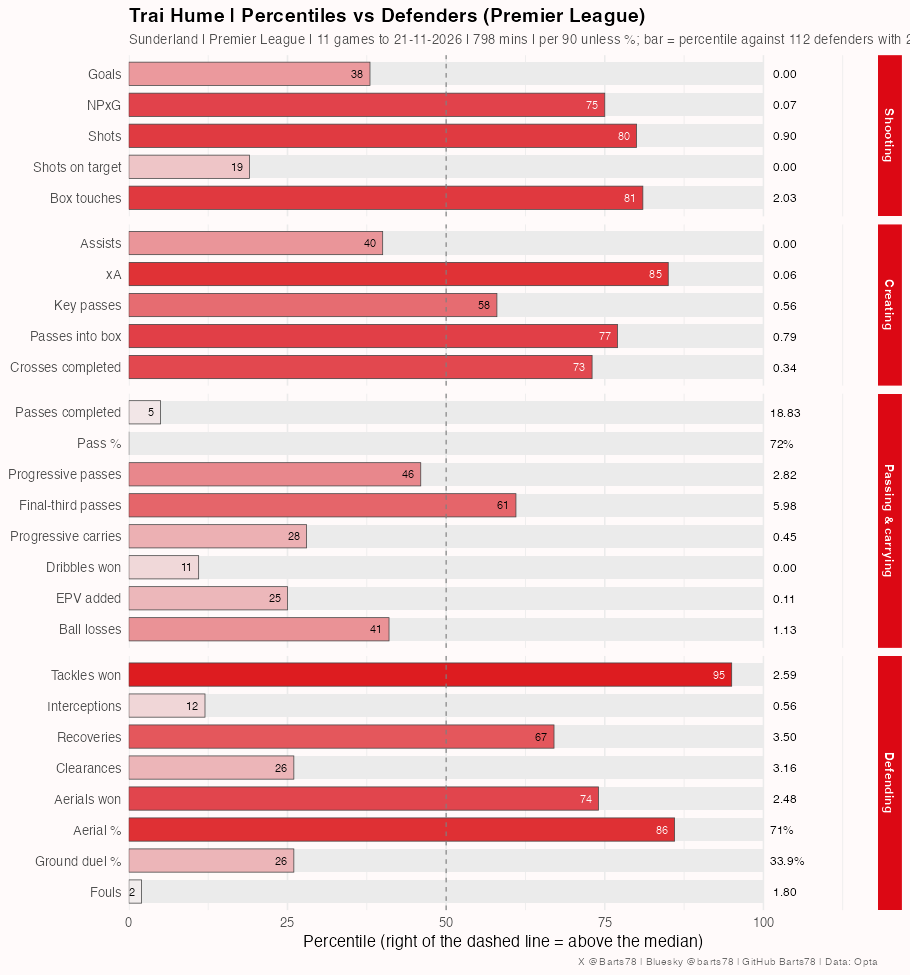 Trai Hume | Percentiles vs Defenders (Premier League)
Sunderland | Premier League | 11 games to 21-11-2026 | 798 mins | per 90 unless %; bar = percentile against 112 defenders with 2
Goals 38 0.00
NPxG 75 0.07
Shots 80 0.90
Shots on target 19 0.00
Box touches 81 2.03
Shooting
Assists 40 0.00
xA 85 0.06
Key passes 58 0.56
Passes into box 77 0.79
Crosses completed 73 0.34
Creating
Passes completed 5 18.83
Pass % 72%
Progressive passes 46 2.82
Final-third passes 61 5.98
Progressive carries 28 0.45
Dribbles won 11 0.00
EPV added 25 0.11
Ball losses 41 1.13
Passing & carrying
Tackles won 95 2.59
Interceptions 12 0.56
Recoveries 67 3.50
Clearances 26 3.16
Aerials won 74 2.48
Aerial % 86 71%
Ground duel % 26 33.9%
Fouls 2 1.80
Defending
0 25 50 75 100
Percentile (right of the dashed line = above the median)
X @Barts78 | Bluesky @barts78 | GitHub Barts78 | Data: Opta